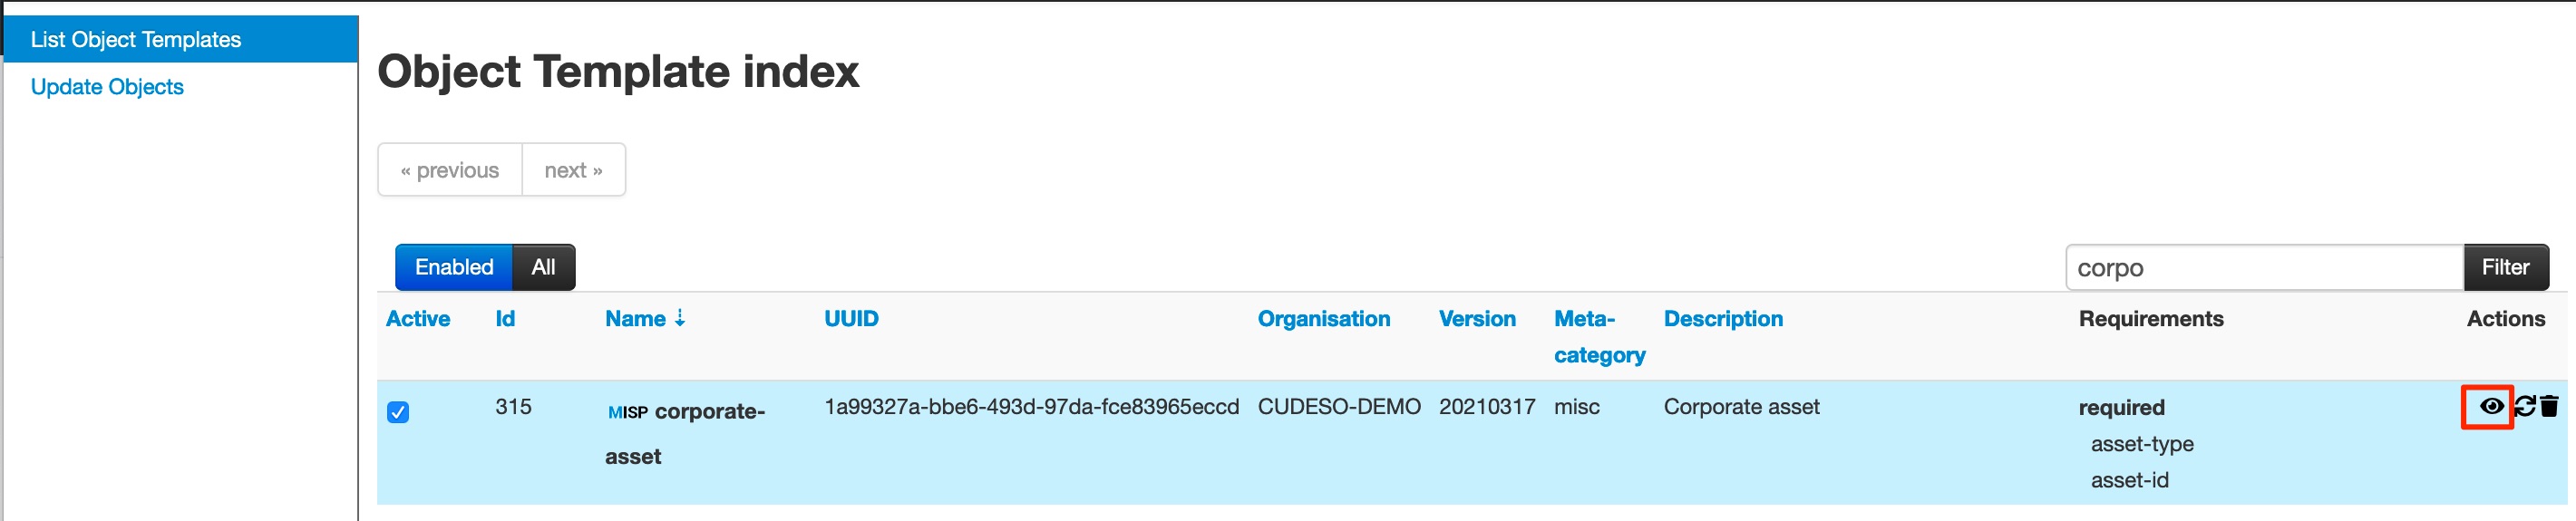 List Object Templates
Update Objects
Object Template index
« previous next »
Enabled All corpo Filter
Active Id Name ⇣ UUID Organisation Version Meta-category Description Requirements Actions
315 MISP corporate-asset 1a99327a-bbe6-493d-97da-fce83965eccd CUDESO-DEMO 20210317 misc Corporate asset required
asset-type
asset-id